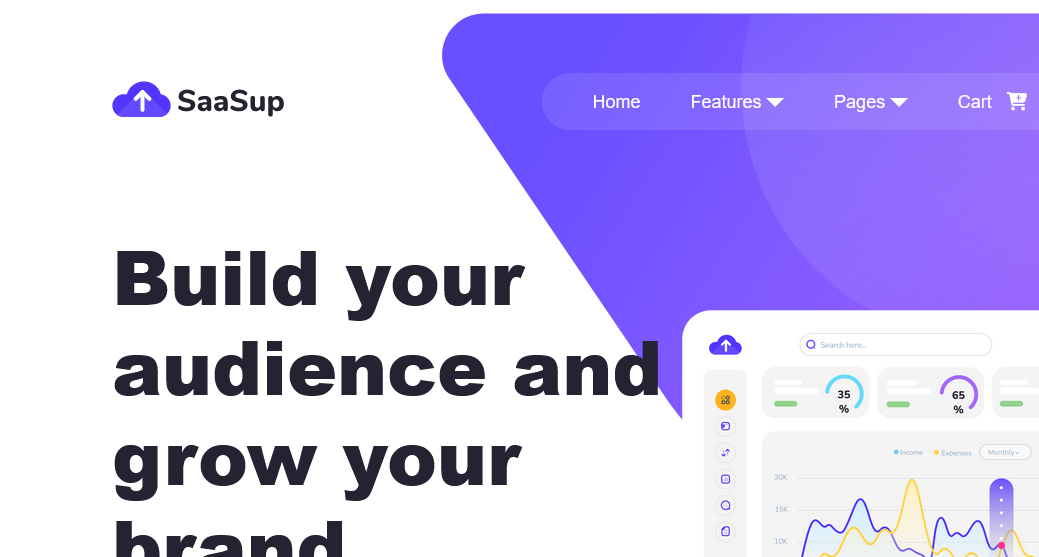 SaaSup
Home Features Pages Cart
Build your
audience and
grow your
brand
Search here...
35
%
65
%
Income Expenses Monthly
30K
15K
10K